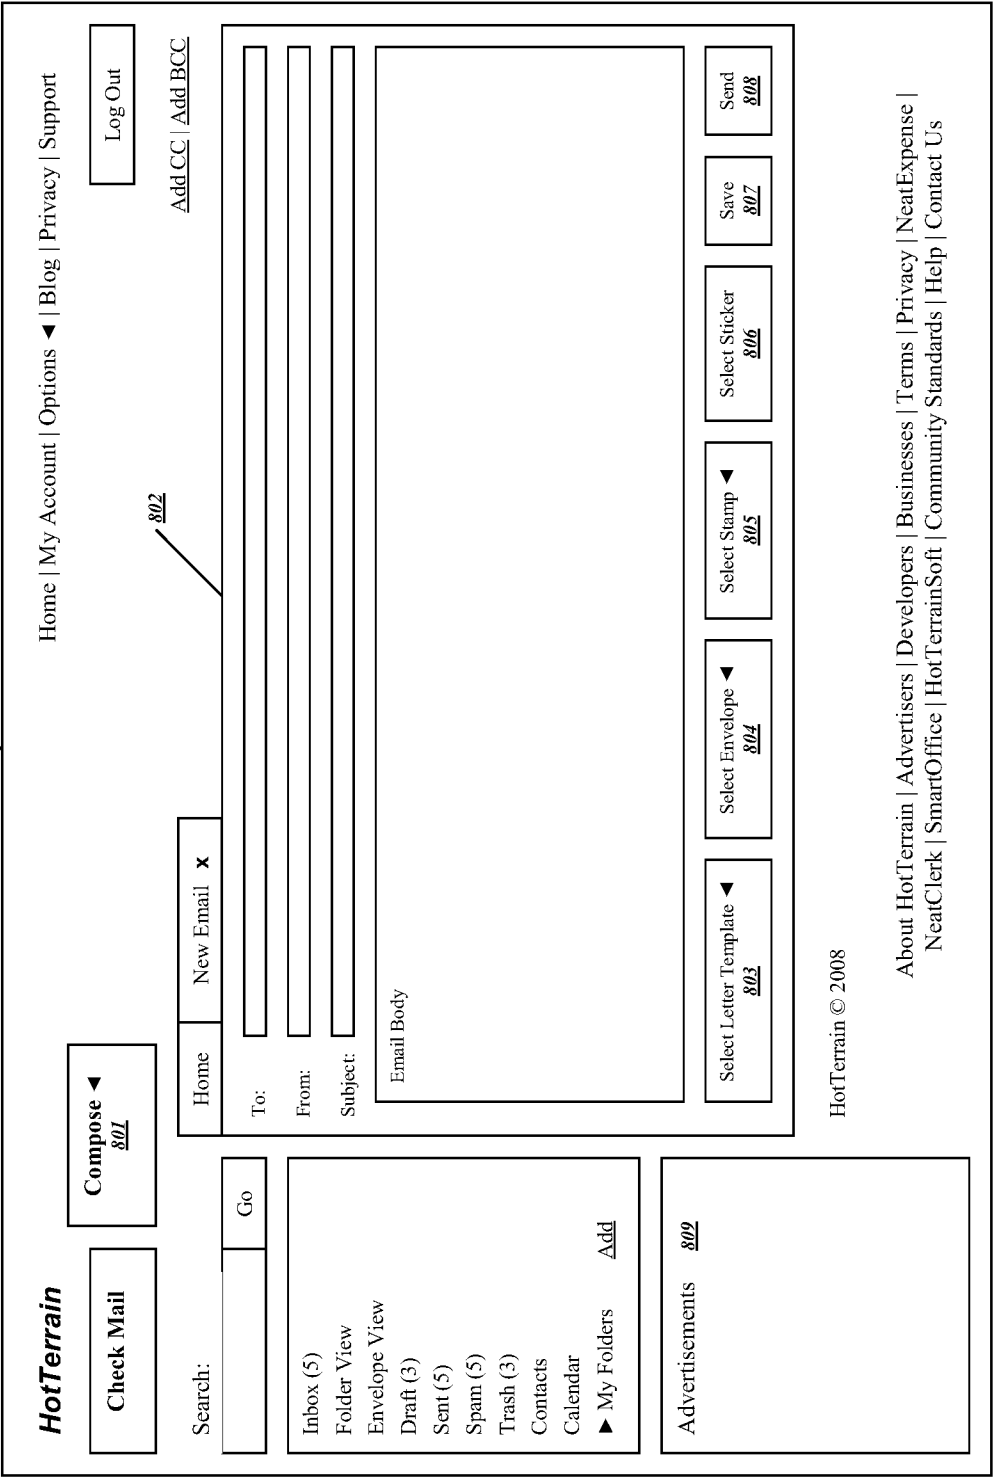 HotTerrain
Home | My Account | Options ▼ | Blog | Privacy | Support
Check Mail
Compose ▼
801
Log Out
Search:
Go
Home
New Email x
802
Add CC | Add BCC
To:
From:
Subject:
Email Body
Inbox (5)
Folder View
Envelope View
Draft (3)
Sent (5)
Spam (5)
Trash (3)
Contacts
Calendar
► My Folders Add
Select Letter Template ▼
803
Select Envelope ▼
804
Select Stamp ▼
805
Select Sticker
806
Save
807
Send
808
Advertisements 809
HotTerrain © 2008
About HotTerrain | Advertisers | Developers | Businesses | Terms | Privacy | NeatExpense |
NeatClerk | SmartOffice | HotTerrainSoft | Community Standards | Help | Contact Us